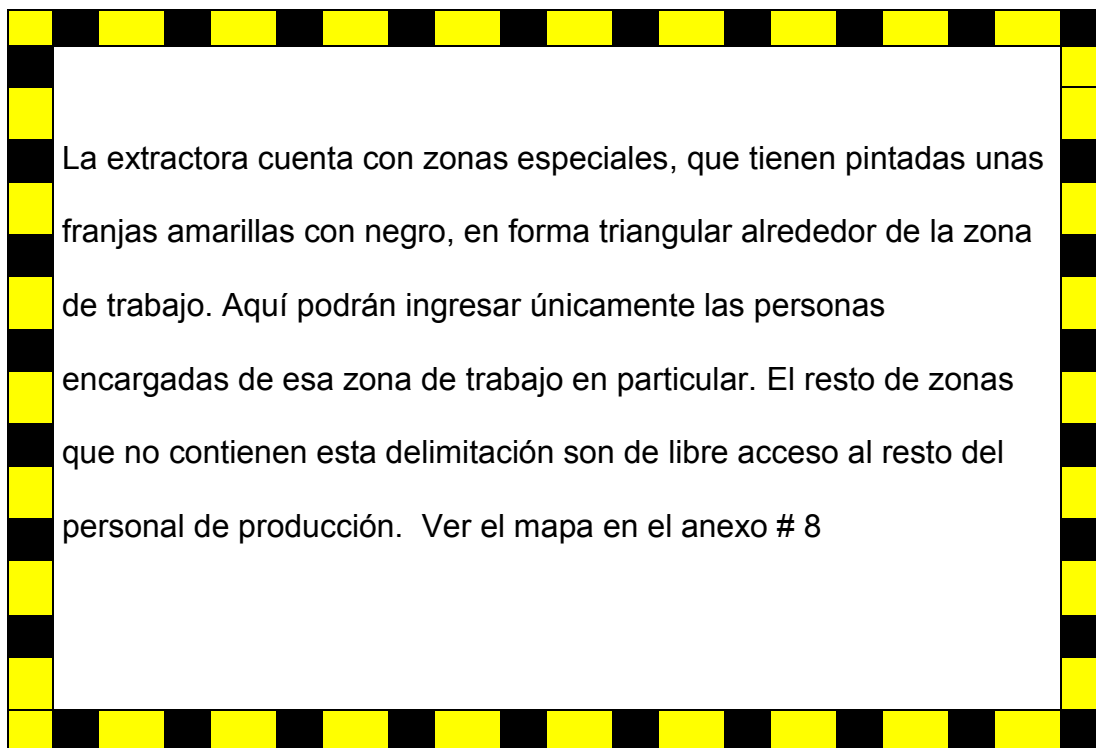 La extractora cuenta con zonas especiales, que tienen pintadas unas
franjas amarillas con negro, en forma triangular alrededor de la zona
de trabajo. Aquí podrán ingresar únicamente las personas
encargadas de esa zona de trabajo en particular. El resto de zonas
que no contienen esta delimitación son de libre acceso al resto del
personal de producción.  Ver el mapa en el anexo # 8